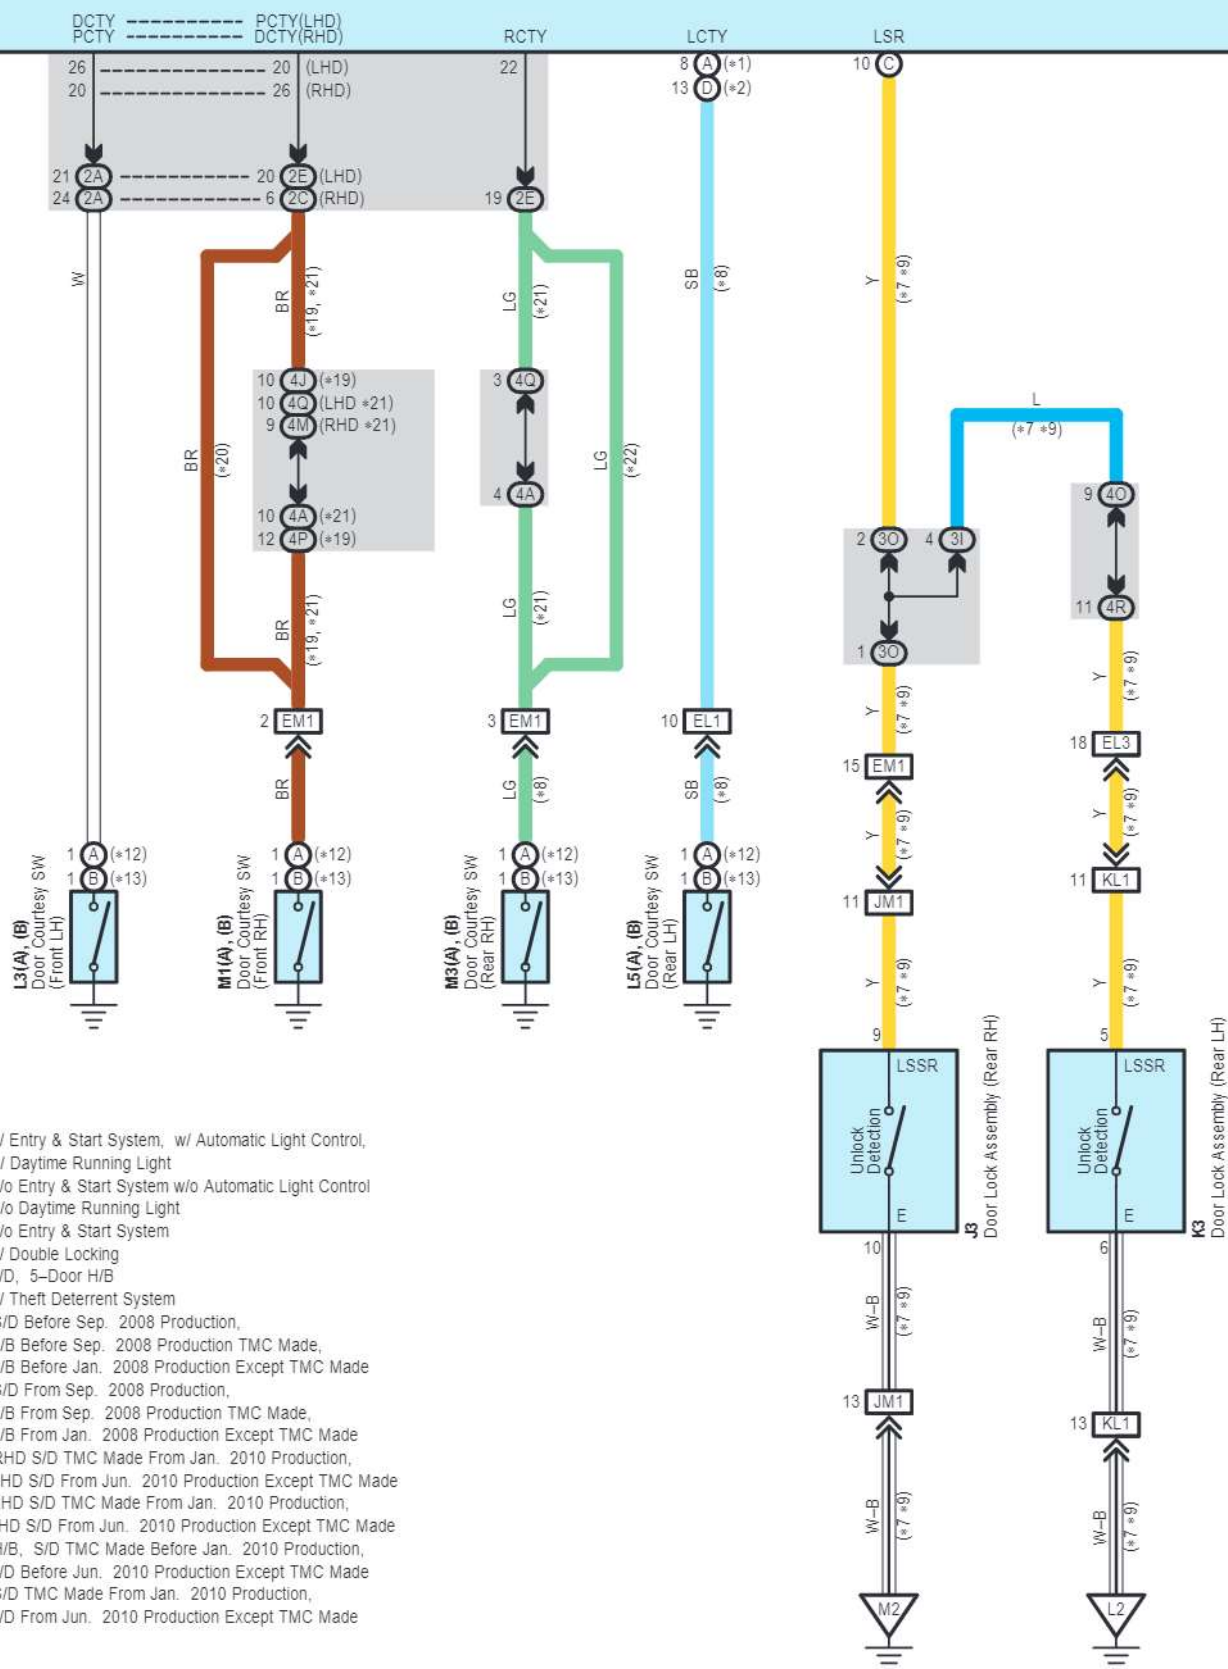 DCTY ----------- PCTY(LHD)
PCTY ----------- DCTY(RHD)
RCTY
LCTY
LSR
26 ----------- 20 (LHD)
20 ----------- 26 (RHD)
22
8 A (*1)
13 D (*2)
10 C
21 2A ----------- 20 2E (LHD)
24 2A ----------- 6 2C (RHD)
19 2E
W
BR
(*19, *21)
BR
(*20)
LG
(*21)
LG
(*22)
SB
(*8)
Y
(*7 *9)
10 4J (*19)
10 4Q (LHD *21)
9 4M (RHD *21)
10 4A (*21)
12 4P (*19)
3 4Q
4 4A
L
(*7 *9)
2 3O
4 3I
1 3O
9 4O
11 4R
BR
(*19, *21)
LG
(*21)
Y
(*7 *9)
Y
(*7 *9)
2 EM1
3 EM1
10 EL1
15 EM1
18 EL3
BR
LG
(*8)
SB
(*8)
Y
(*7 *9)
Y
(*7 *9)
1 A (*12)
1 B (*13)
1 A (*12)
1 B (*13)
1 A (*12)
1 B (*13)
1 A (*12)
1 B (*13)
L3(A), (B)
Door Courtesy SW
(Front LH)
M1(A), (B)
Door Courtesy SW
(Front RH)
M3(A), (B)
Door Courtesy SW
(Rear RH)
L5(A), (B)
Door Courtesy SW
(Rear LH)
11 JM1
11 KL1
Y
(*7 *9)
Y
(*7 *9)
9
LSSR
Unlock
Detection
E
10
J3
Door Lock Assembly (Rear RH)
5
LSSR
Unlock
Detection
E
6
K3
Door Lock Assembly (Rear LH)
W–B
(*7 *9)
W–B
(*7 *9)
13 JM1
13 KL1
W–B
(*7 *9)
W–B
(*7 *9)
M2
L2
/ Entry & Start System, w/ Automatic Light Control,
/ Daytime Running Light
/o Entry & Start System w/o Automatic Light Control
/o Daytime Running Light
/o Entry & Start System
/ Double Locking
/D, 5–Door H/B
/ Theft Deterrent System
S/D Before Sep. 2008 Production,
/B Before Sep. 2008 Production TMC Made,
/B Before Jan. 2008 Production Except TMC Made
S/D From Sep. 2008 Production,
/B From Sep. 2008 Production TMC Made,
/B From Jan. 2008 Production Except TMC Made
RHD S/D TMC Made From Jan. 2010 Production,
HD S/D From Jun. 2010 Production Except TMC Made
HD S/D TMC Made From Jan. 2010 Production,
HD S/D From Jun. 2010 Production Except TMC Made
H/B, S/D TMC Made Before Jan. 2010 Production,
/D Before Jun. 2010 Production Except TMC Made
S/D TMC Made From Jan. 2010 Production,
/D From Jun. 2010 Production Except TMC Made